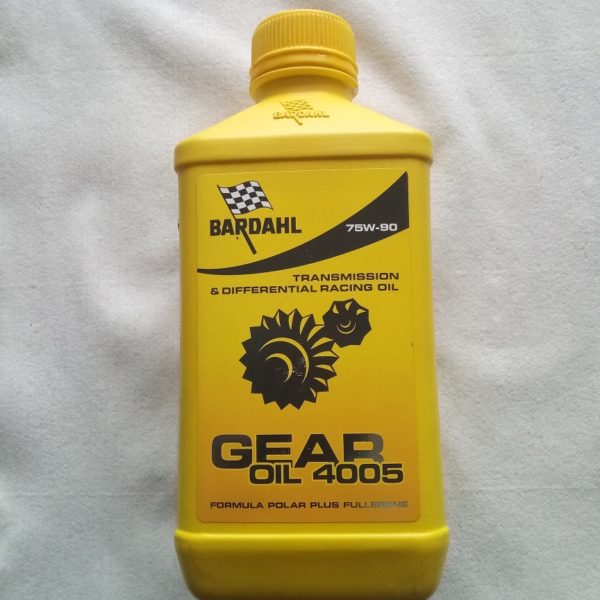 BARDAHL
BARDAHL
75W-90
TRANSMISSION
& DIFFERENTIAL RACING OIL
GEAR
OIL 4005
FORMULA POLAR PLUS FULLERENE